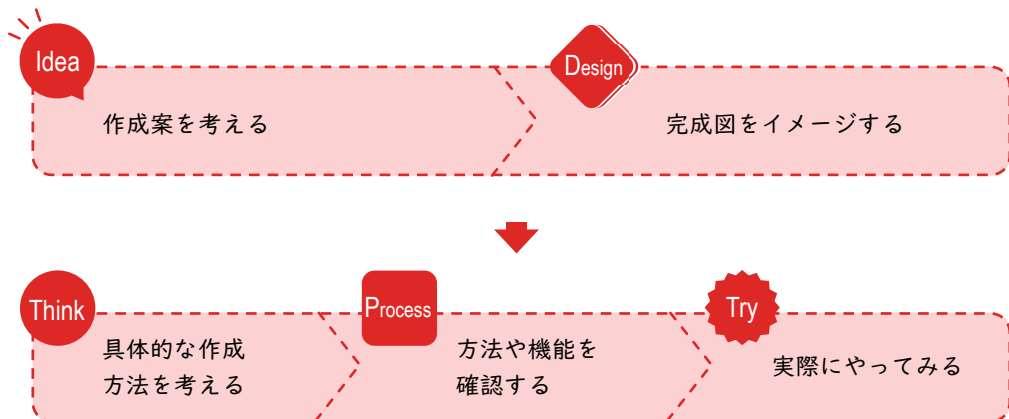 Idea
作成案を考える
Design
完成図をイメージする
Think
具体的な作成
方法を考える
Process
方法や機能を
確認する
Try
実際にやってみる